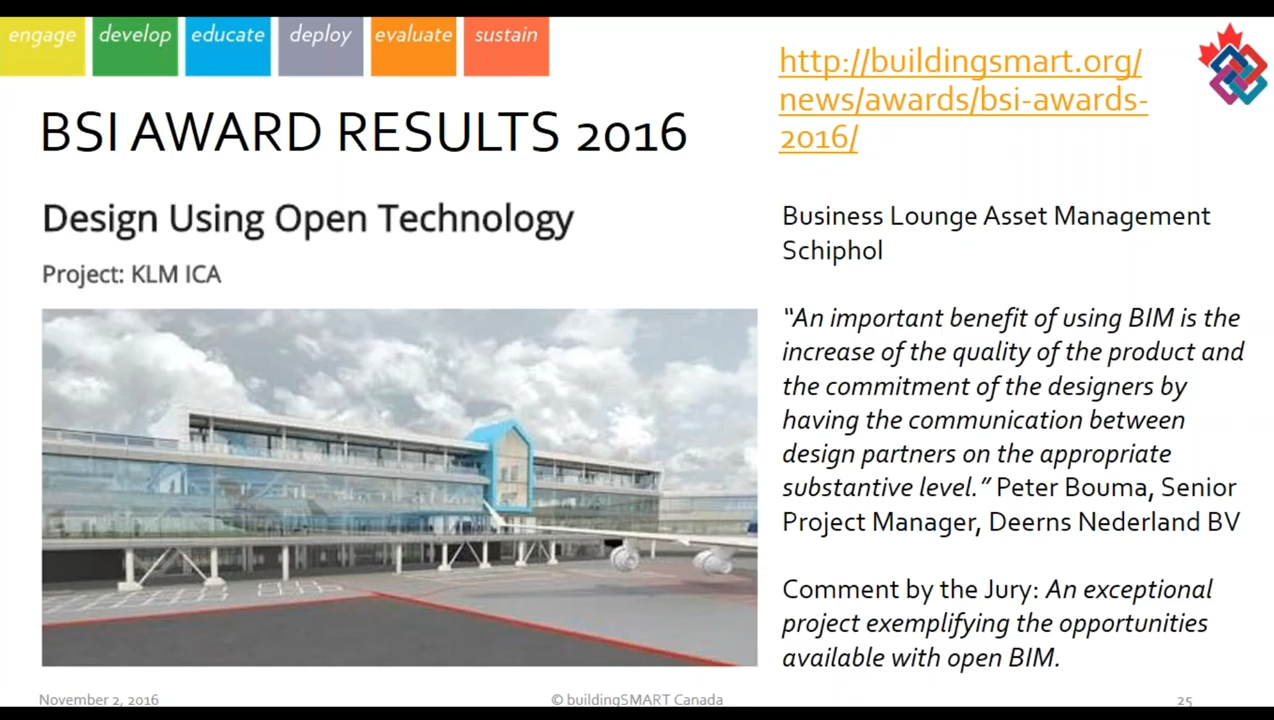 engage develop educate deploy evaluate sustain
BSI AWARD RESULTS 2016
Design Using Open Technology
Project: KLM ICA
http://buildingsmart.org/
news/awards/bsi-awards-
2016/
Business Lounge Asset Management
Schiphol
“An important benefit of using BIM is the
increase of the quality of the product and
the commitment of the designers by
having the communication between
design partners on the appropriate
substantive level.” Peter Bouma, Senior
Project Manager, Deerns Nederland BV
Comment by the Jury: An exceptional
project exemplifying the opportunities
available with open BIM.
November 2, 2016
© buildingSMART Canada
25